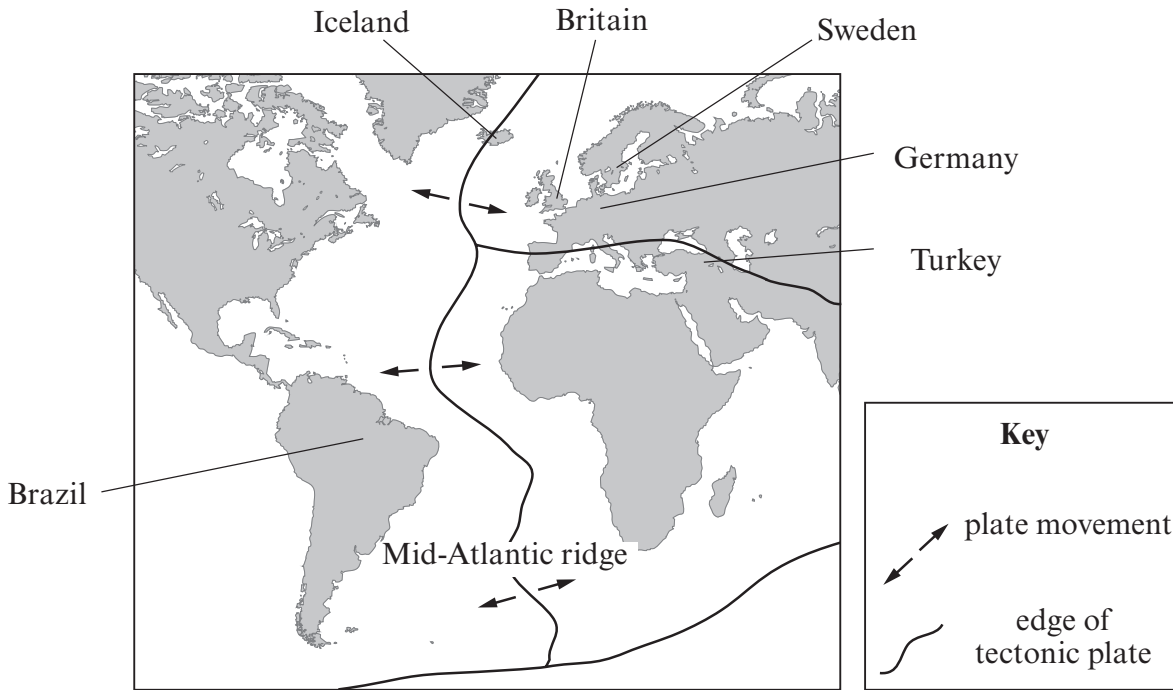 Iceland
Britain
Sweden
Germany
Turkey
Brazil
Mid-Atlantic ridge
Key
plate movement
edge of
tectonic plate